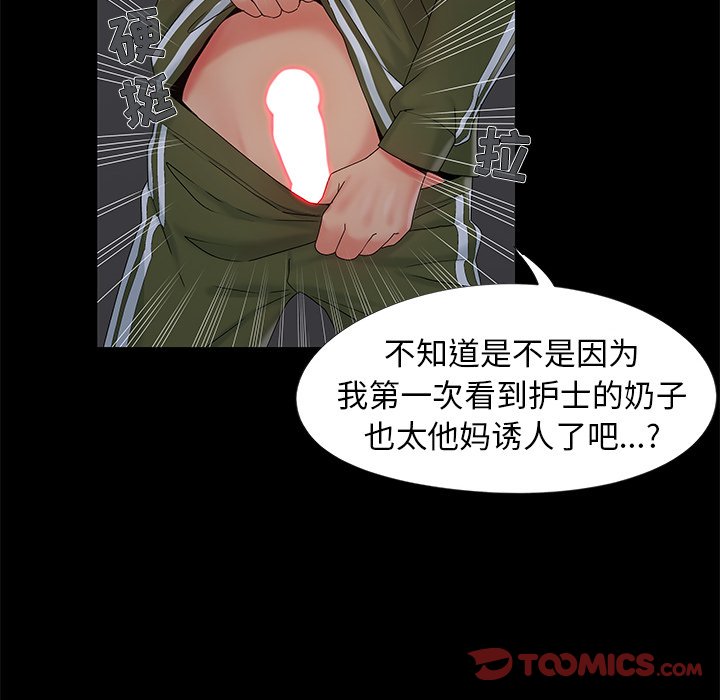 硬挺
拉
不知道是不是因为
我第一次看到护士的奶子
也太他妈诱人了吧...?
TOOMICS.COM